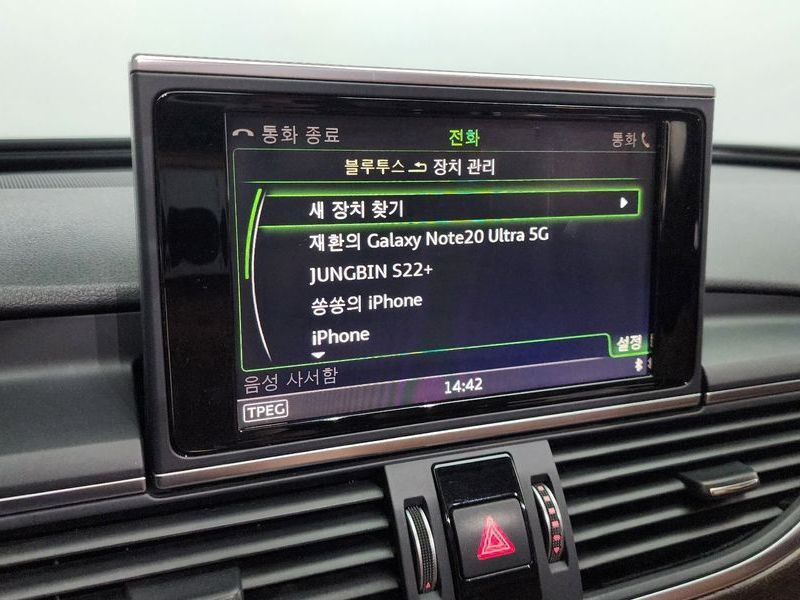 통화 종료 전화 통화
블루투스 장치 관리
새 장치 찾기
재환의 Galaxy Note20 Ultra 5G
JUNGBIN S22+
쏭쏭의 iPhone
iPhone
설정
음성 사서함
14:42
TPEG